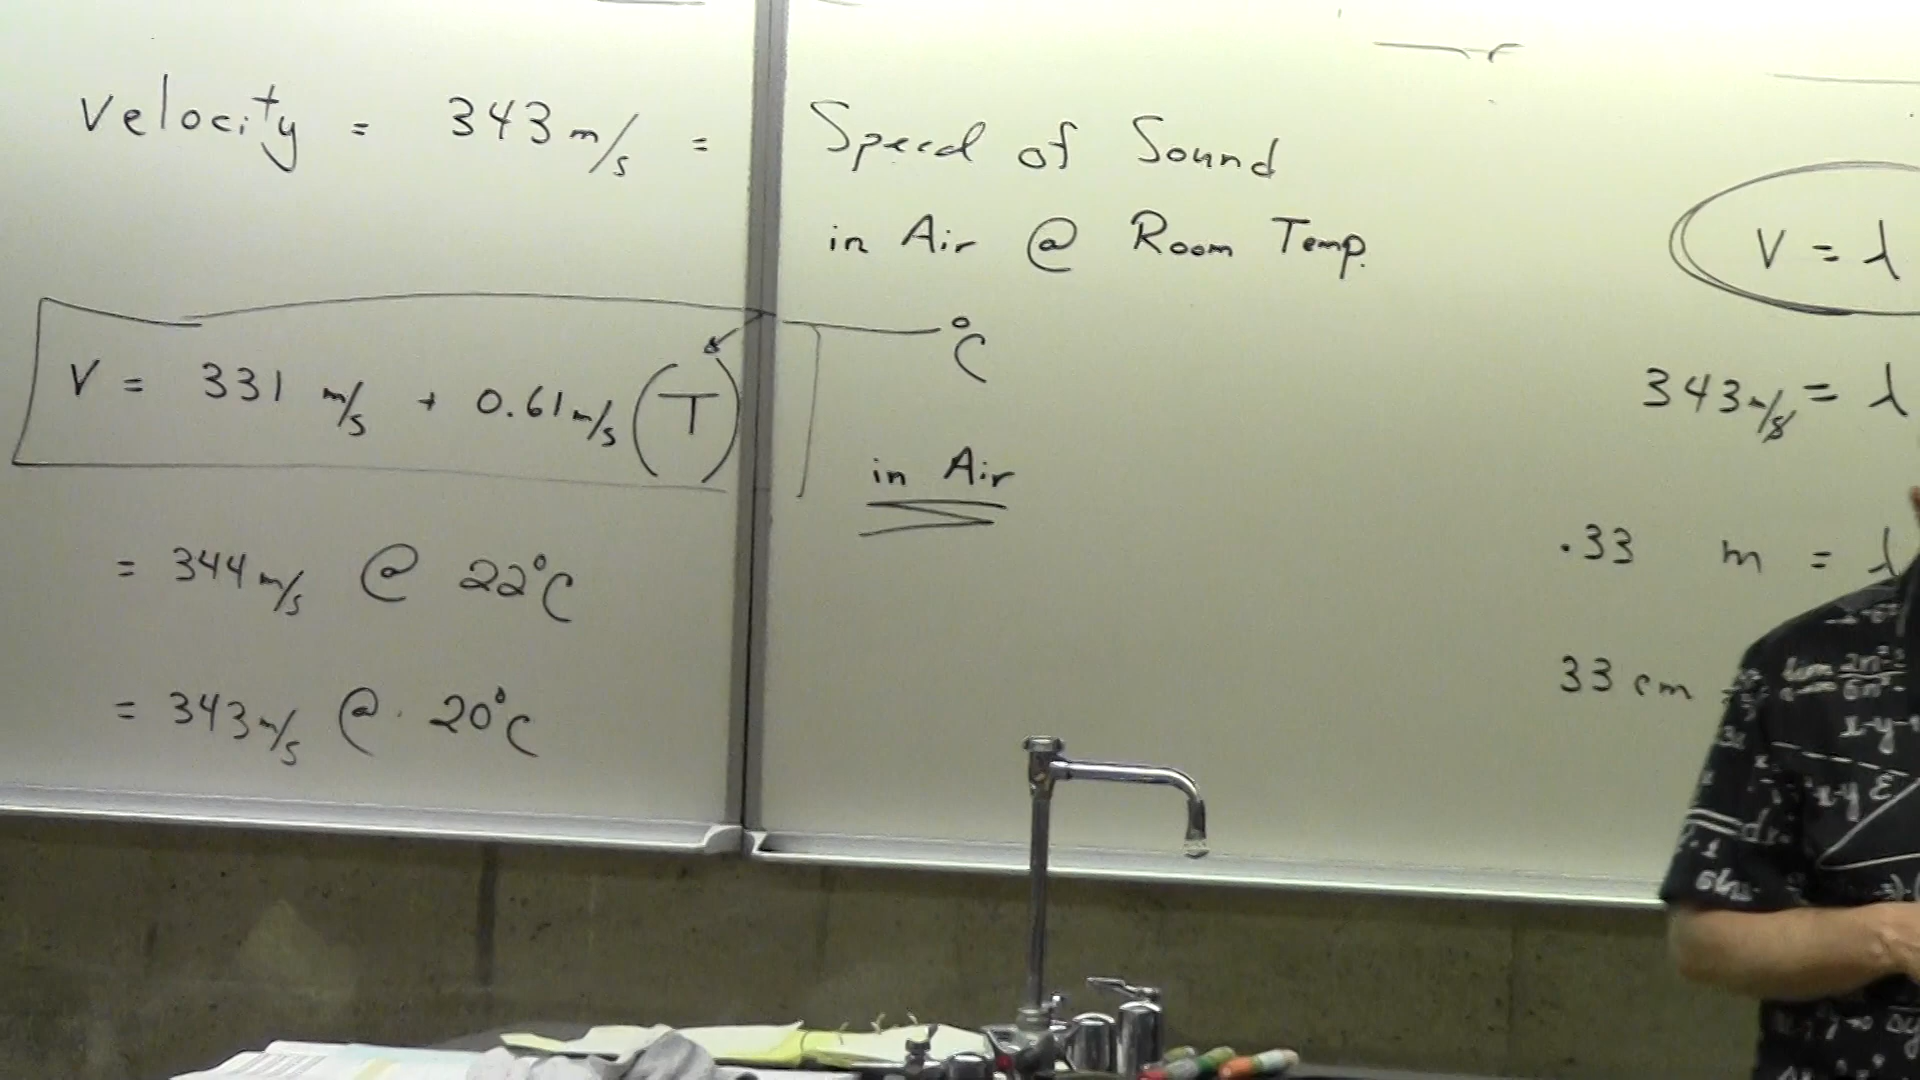 Velocity = 343 m/s = Speed of Sound
in Air @ Room Temp.
°C
V = 331 m/s + 0.61 m/s (T)
in Air
= 344 m/s @ 22°C
= 343 m/s @ 20°C
V = λ
343 m/s = λ
.33 m = λ
33 cm